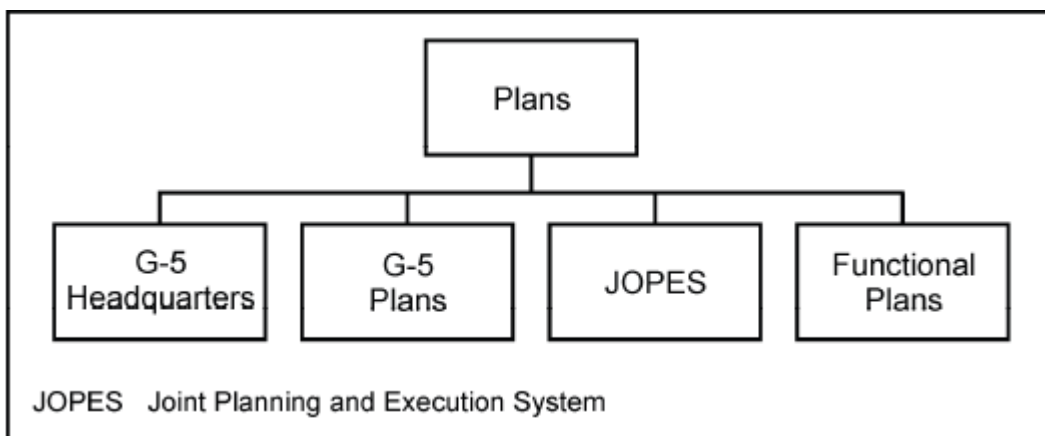 Plans
G-5
Headquarters
G-5
Plans
JOPES
Functional
Plans
JOPES Joint Planning and Execution System